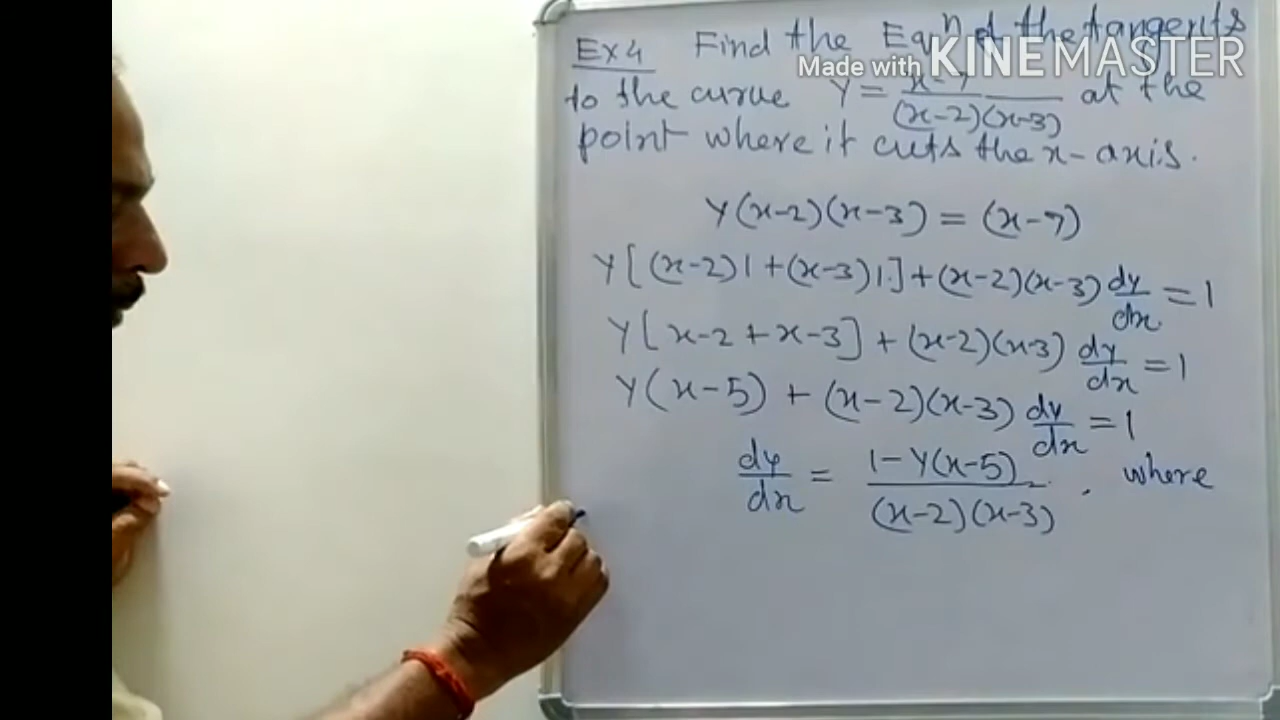 Ex 4 Find the Eqⁿ of the tangents
Made with KINEMASTER
to the curve Y = x-7/(x-2)(x-3) at the
point where it cuts the x-axis.
Y(x-2)(x-3) = (x-7)
Y[(x-2)1+(x-3)1.]+(x-2)(x-3) dy/dx = 1
Y[x-2+x-3] + (x-2)(x-3) dy/dx = 1
Y(x-5) + (x-2)(x-3) dy/dx = 1
dy/dx = 1-Y(x-5)/(x-2)(x-3) , where